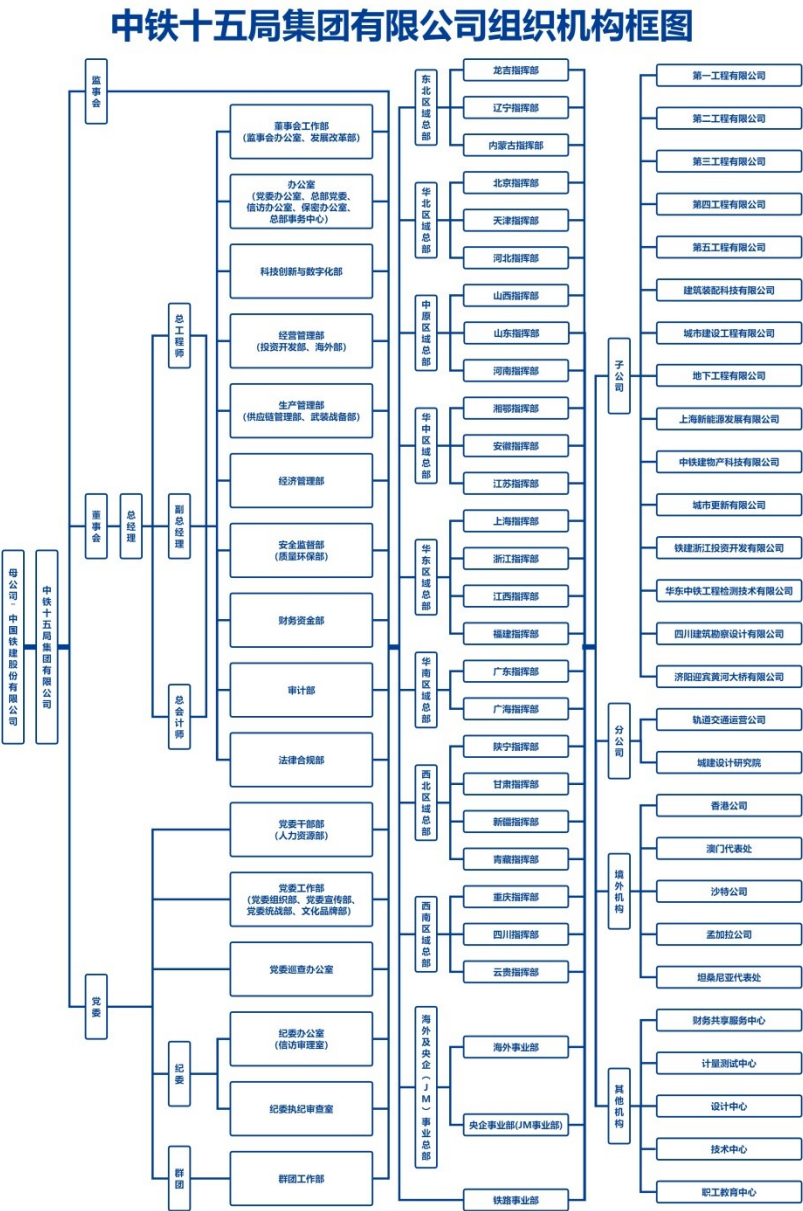 中铁十五局集团有限公司组织机构框图
母公司·中国铁建股份有限公司
中铁十五局集团有限公司
监事会
董事会
党委
总经理
总工程师
副总经理
总会计师
纪委
群团
董事会工作部
(监事会办公室、发展改革部)
办公室
(党委办公室、总部党委、
信访办公室、保密办公室、
总部事务中心)
科技创新与数字化部
经营管理部
(投资开发部、海外部)
生产管理部
(供应链管理部、武装战备部)
经济管理部
安全监督部
(质量环保部)
财务资金部
审计部
法律合规部
党委干部部
(人力资源部)
党委工作部
(党委组织部、党委宣传部、
党委统战部、文化品牌部)
党委巡查办公室
纪委办公室
(信访审理室)
纪委执纪审查室
群团工作部
东北区域总部
龙吉指挥部
辽宁指挥部
内蒙古指挥部
华北区域总部
北京指挥部
天津指挥部
河北指挥部
中原区域总部
山西指挥部
山东指挥部
河南指挥部
华中区域总部
湘鄂指挥部
安徽指挥部
江苏指挥部
华东区域总部
上海指挥部
浙江指挥部
江西指挥部
福建指挥部
华南区域总部
广东指挥部
广海指挥部
西北区域总部
陕宁指挥部
甘肃指挥部
新疆指挥部
青藏指挥部
西南区域总部
重庆指挥部
四川指挥部
云贵指挥部
海外及央企(JM)事业总部
海外事业部
央企事业部(JM事业部)
铁路事业部
子公司
第一工程有限公司
第二工程有限公司
第三工程有限公司
第四工程有限公司
第五工程有限公司
建筑装配科技有限公司
城市建设工程有限公司
地下工程有限公司
上海新能源发展有限公司
中铁建物产科技有限公司
城市更新有限公司
铁建浙江投资开发有限公司
华东中铁工程检测技术有限公司
四川建筑勘察设计有限公司
济阳迎宾黄河大桥有限公司
分公司
轨道交通运营公司
城建设计研究院
境外机构
香港公司
澳门代表处
沙特公司
孟加拉公司
坦桑尼亚代表处
其他机构
财务共享服务中心
计量测试中心
设计中心
技术中心
职工教育中心